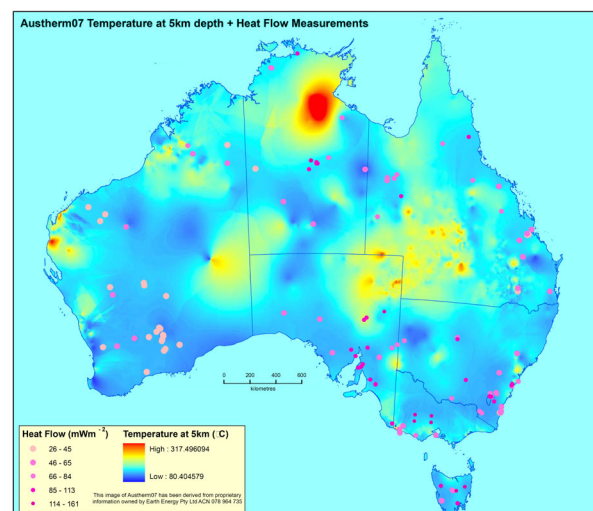 Austherm07 Temperature at 5km depth + Heat Flow Measurements
0 200 400 600
kilometres
Heat Flow (mWm⁻²)
26 - 45
46 - 65
66 - 84
85 - 113
114 - 161
Temperature at 5km (°C)
High : 317.496094
Low : 80.404579
This image of Austherm07 has been derived from proprietary
information owned by Earth Energy Pty Ltd ACN 078 964 735